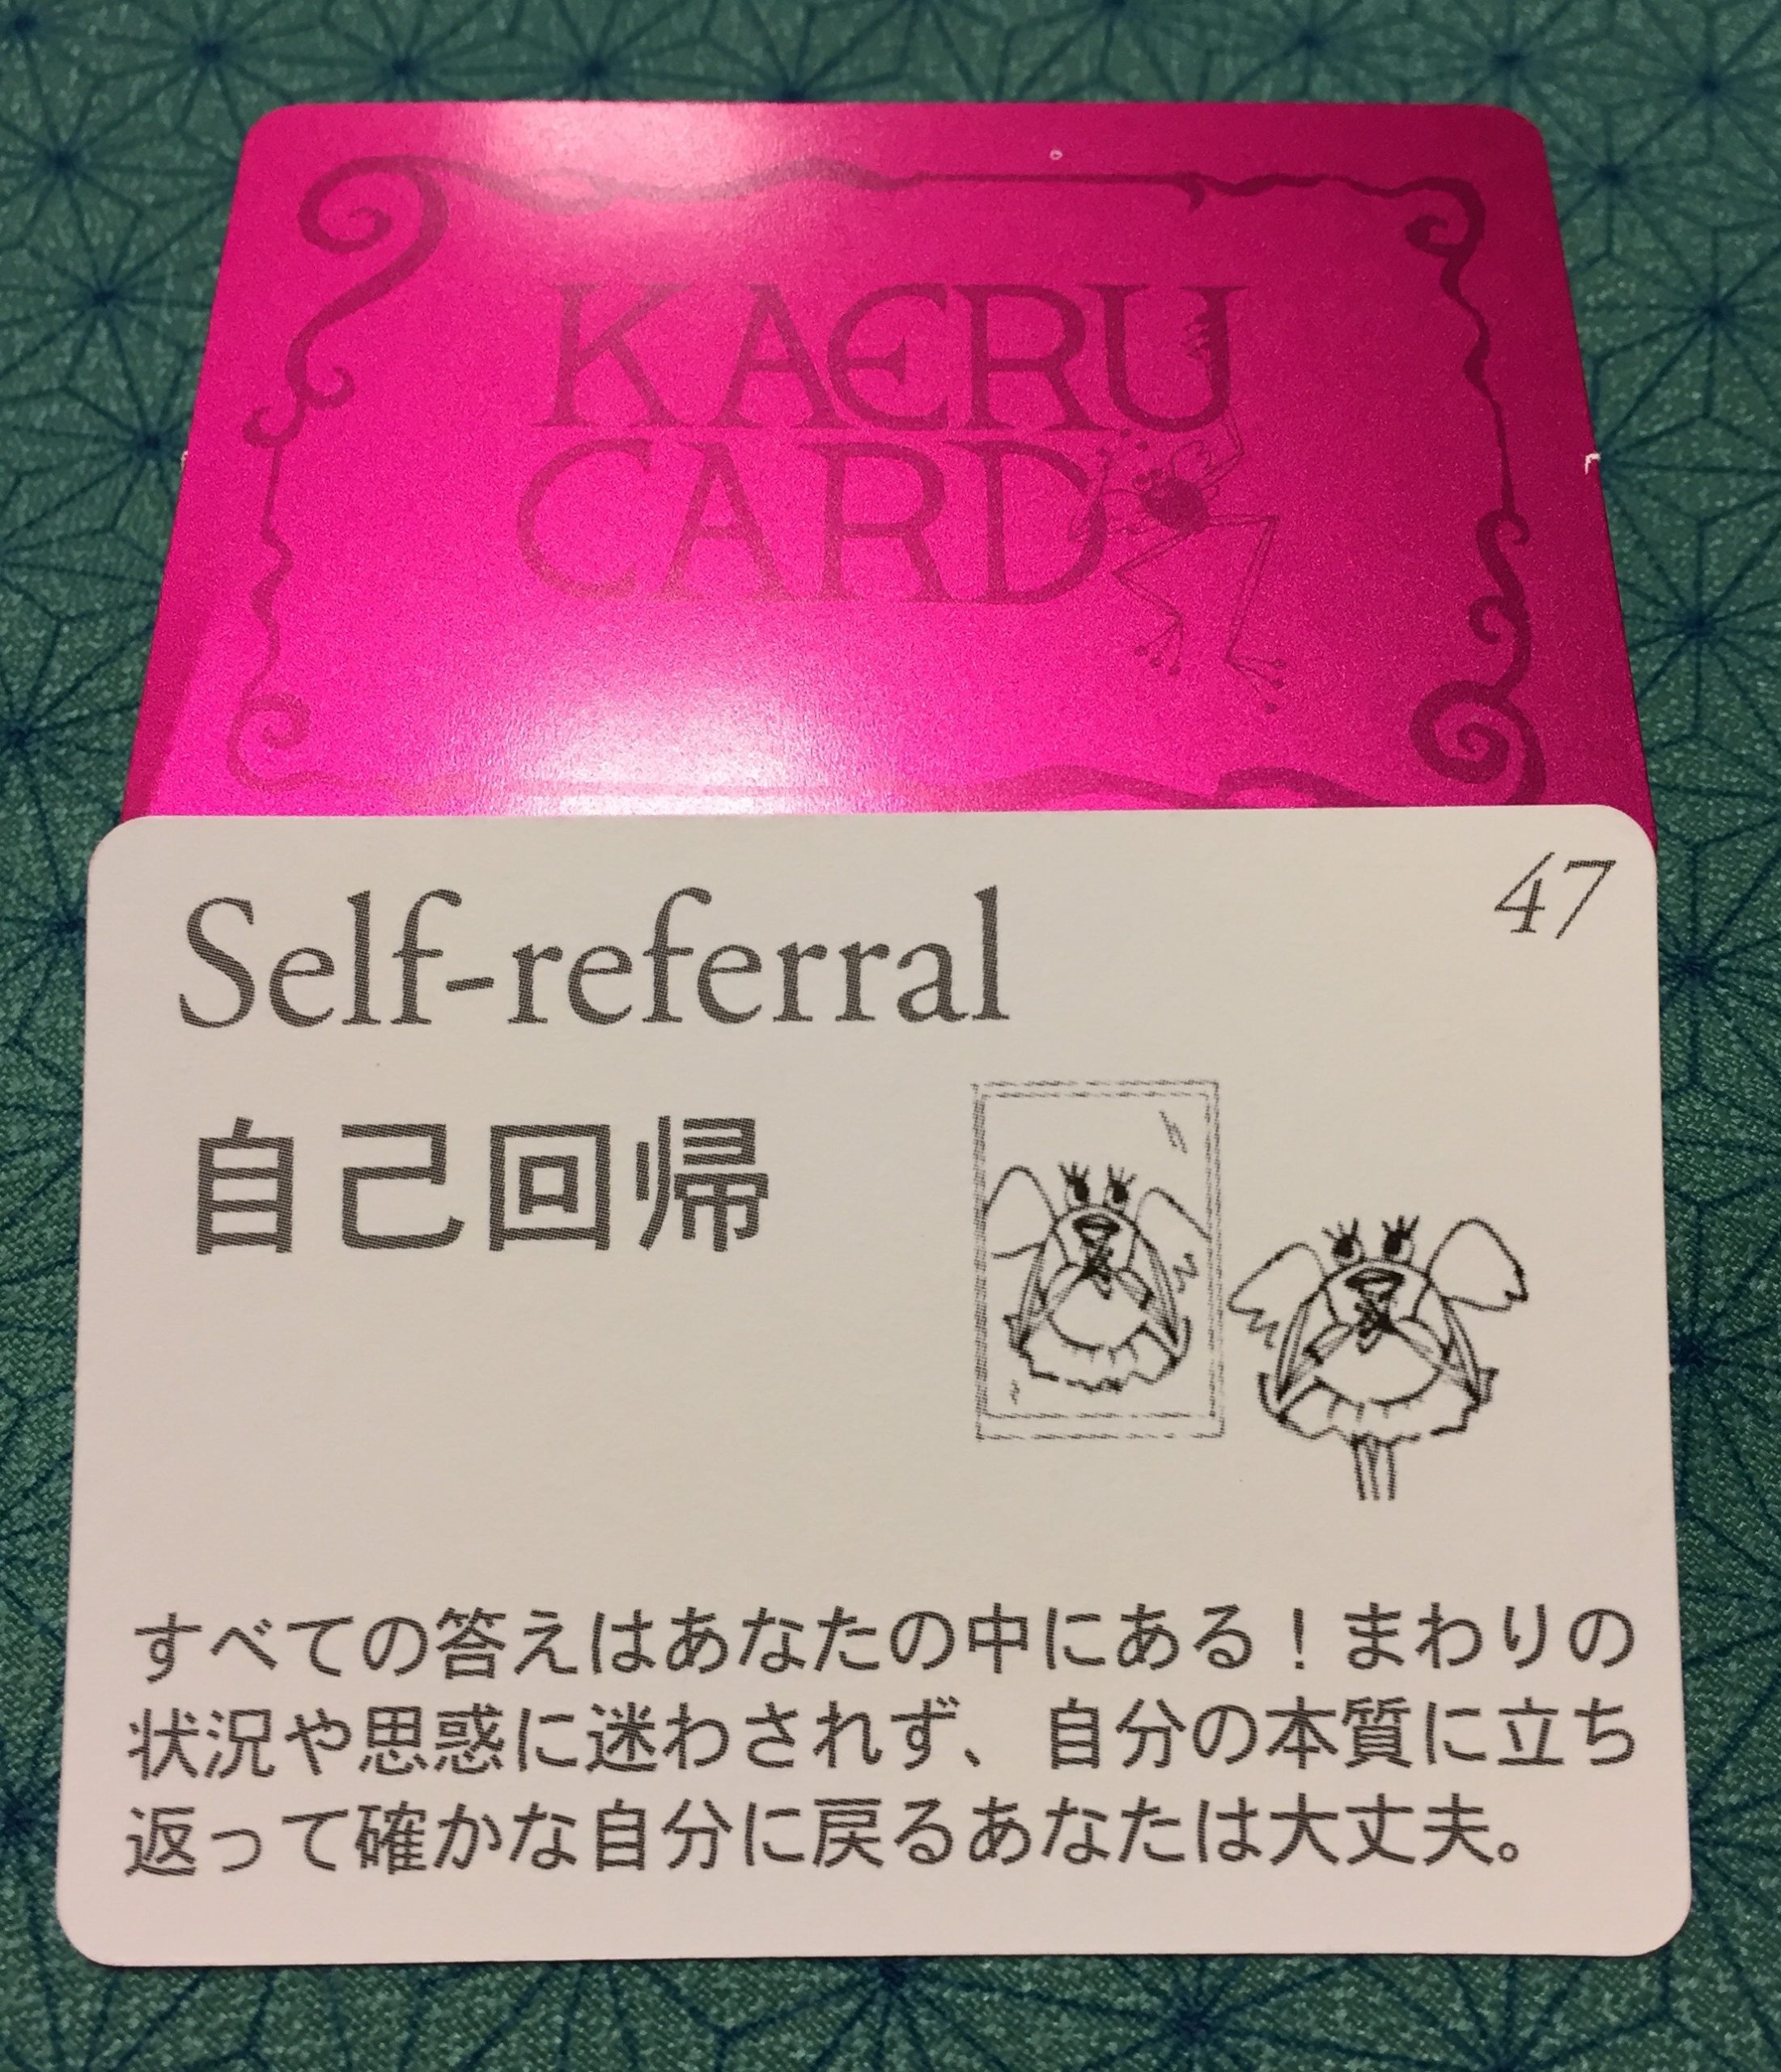 KAERU
CARD
47
Self-referral
自己回帰
すべての答えはあなたの中にある！まわりの
状況や思惑に迷わされず、自分の本質に立ち
返って確かな自分に戻るあなたは大丈夫。